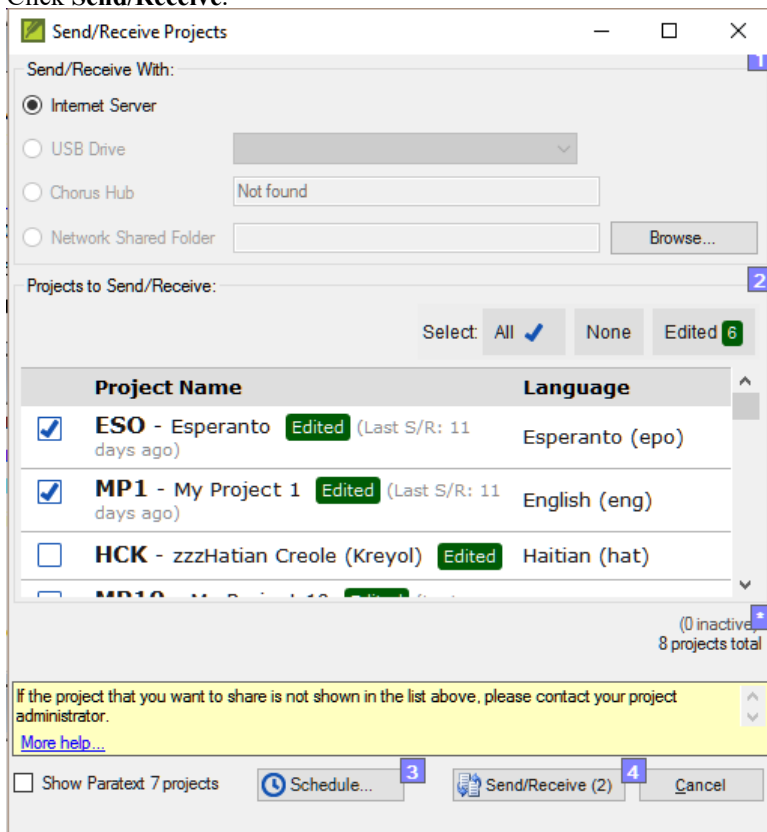 Click Send/Receive.
Send/Receive Projects
Send/Receive With:
1
Internet Server
USB Drive
Chorus Hub Not found
Network Shared Folder Browse...
Projects to Send/Receive:
2
Select: All None Edited 6
Project Name Language
ESO - Esperanto Edited (Last S/R: 11
days ago)
Esperanto (epo)
MP1 - My Project 1 Edited (Last S/R: 11
days ago)
English (eng)
HCK - zzzHatian Creole (Kreyol) Edited Haitian (hat)
(0 inactive)
*
8 projects total
If the project that you want to share is not shown in the list above, please contact your project
administrator.
More help...
Show Paratext 7 projects Schedule... 3 Send/Receive (2) 4 Cancel